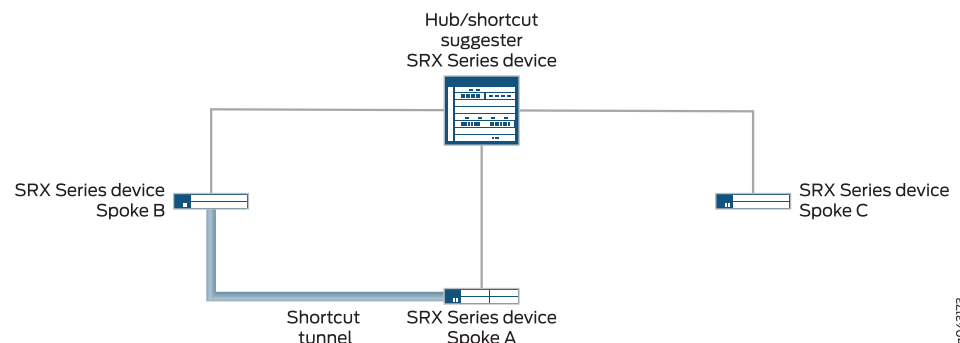 Hub/shortcut
suggester
SRX Series device
SRX Series device
Spoke B
SRX Series device
Spoke C
Shortcut
tunnel
SRX Series device
Spoke A